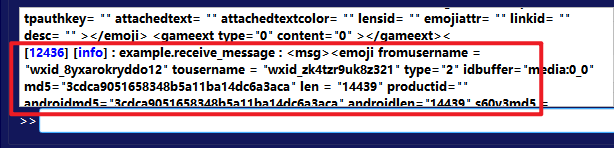 tpauthkey= "" attachedtext= "" attachedtextcolor= "" lensid= "" emojiattr= "" linkid= ""
desc= "" ></emoji> <gameext type="0" content="0" ></gameext><
[12436] [info] : example.receive_message : <msg><emoji fromusername =
"wxid_8yxarokryddo12" tousername = "wxid_zk4tzr9uk8z321" type="2" idbuffer="media:0_0"
md5="3cdca9051658348b5a11ba14dc6a3aca" len = "14439" productid=""
androidmd5="3cdca9051658348b5a11ba14dc6a3aca" androidlen="14439" s60v3md5 =
>>